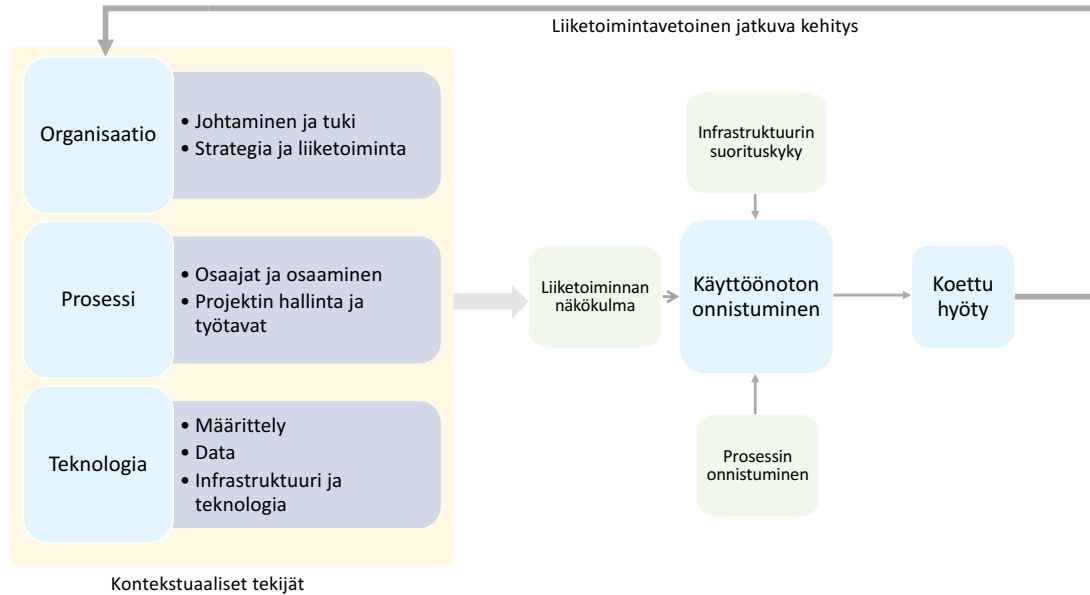 Liiketoimintavetoinen jatkuva kehitys
Organisaatio
• Johtaminen ja tuki
• Strategia ja liiketoiminta
Prosessi
• Osaajat ja osaaminen
• Projektin hallinta ja
työtavat
Teknologia
• Määrittely
• Data
• Infrastruktuuri ja
teknologia
Kontekstuaaliset tekijät
Liiketoiminnan
näkökulma
Infrastruktuurin
suorituskyky
Käyttöönoton
onnistuminen
Prosessin
onnistuminen
Koettu
hyöty